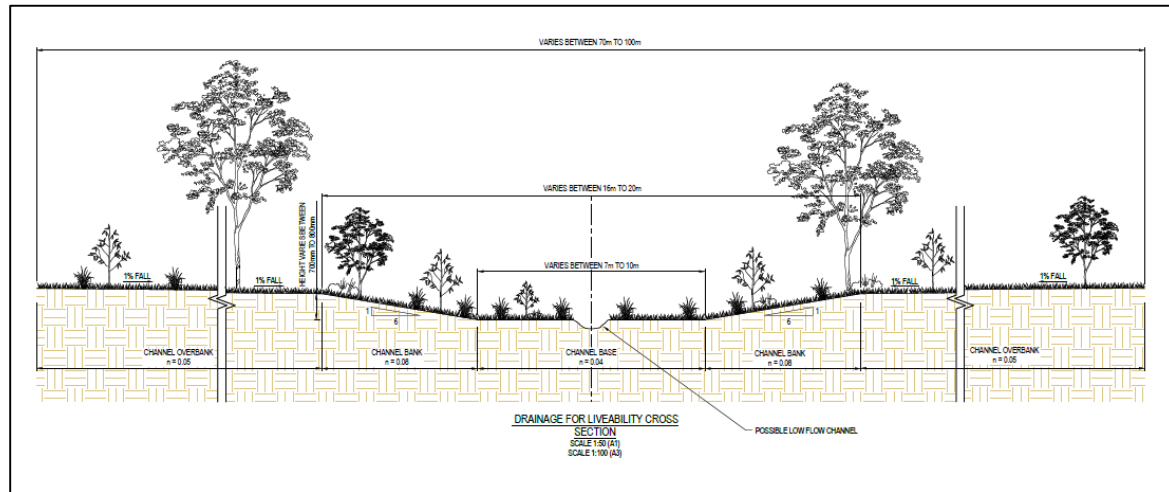 VARIES BETWEEN 70m TO 100m
VARIES BETWEEN 16m TO 20m
HEIGHT VARIES BETWEEN
700mm TO 800mm
VARIES BETWEEN 7m TO 10m
1% FALL
1% FALL
1% FALL
1% FALL
1
6
1
6
CHANNEL OVERBANK
n = 0.05
CHANNEL BANK
n = 0.08
CHANNEL BASE
n = 0.04
CHANNEL BANK
n = 0.08
CHANNEL OVERBANK
n = 0.05
DRAINAGE FOR LIVEABILITY CROSS
SECTION
SCALE 1:50 (A1)
SCALE 1:100 (A3)
POSSIBLE LOW FLOW CHANNEL